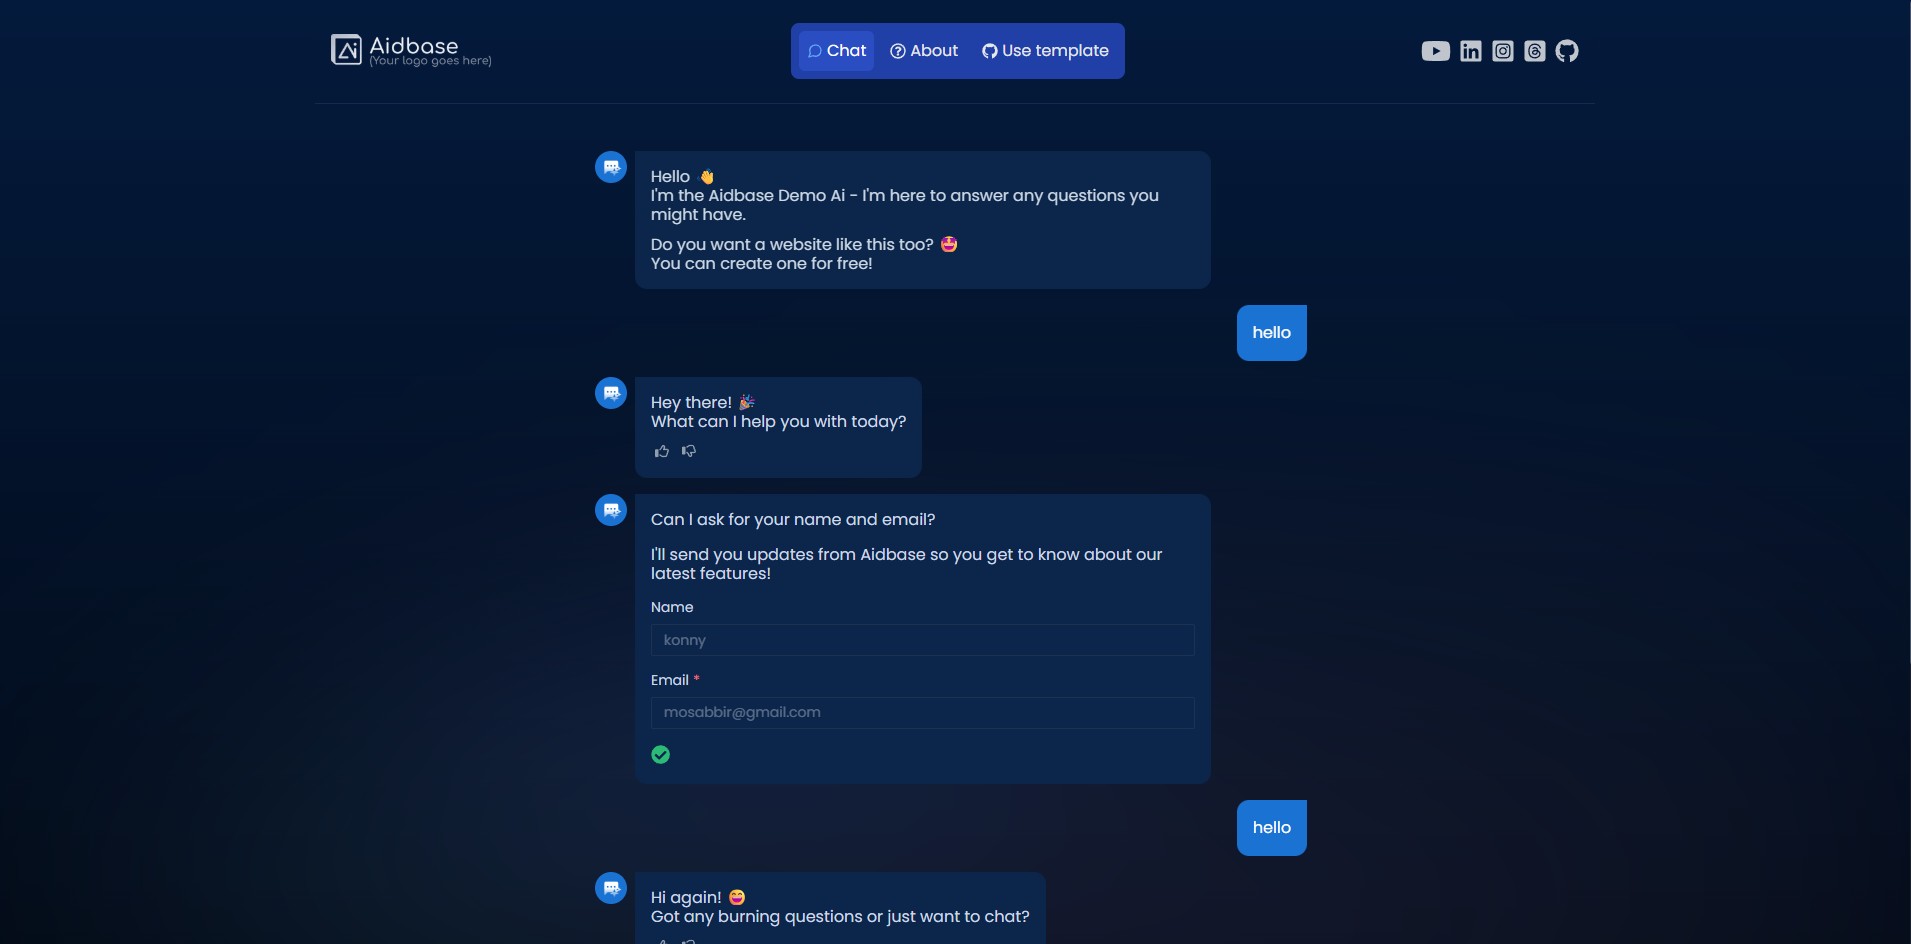 Aidbase
(Your logo goes here)
Chat
About
Use template
Hello 👋
I'm the Aidbase Demo Ai - I'm here to answer any questions you
might have.
Do you want a website like this too? 🤩
You can create one for free!
hello
Hey there! 🎉
What can I help you with today?
Can I ask for your name and email?
I'll send you updates from Aidbase so you get to know about our
latest features!
Name
konny
Email *
mosabbir@gmail.com
hello
Hi again! 😄
Got any burning questions or just want to chat?